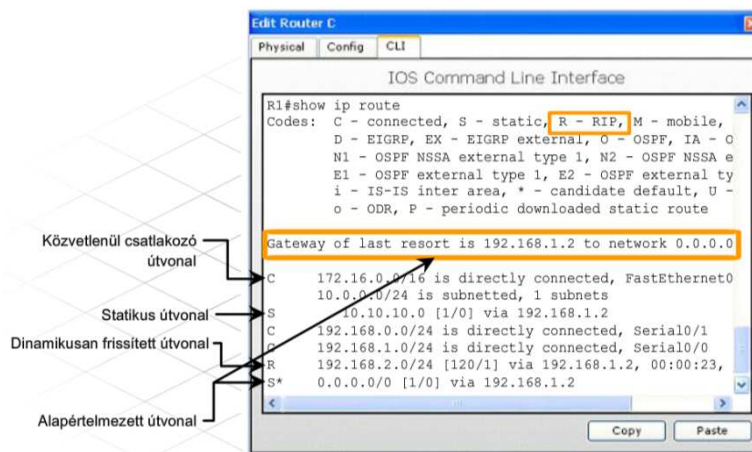 Edit Router C
Physical Config CLI
IOS Command Line Interface
R1#show ip route
Codes: C - connected, S - static, R - RIP, M - mobile,
D - EIGRP, EX - EIGRP external, O - OSPF, IA - O
N1 - OSPF NSSA external type 1, N2 - OSPF NSSA e
E1 - OSPF external type 1, E2 - OSPF external ty
i - IS-IS inter area, * - candidate default, U -
o - ODR, P - periodic downloaded static route
Gateway of last resort is 192.168.1.2 to network 0.0.0.0
C 172.16.0.0/16 is directly connected, FastEthernet0
10.0.0.0/24 is subnetted, 1 subnets
S 10.10.10.0 [1/0] via 192.168.1.2
C 192.168.0.0/24 is directly connected, Serial0/1
C 192.168.1.0/24 is directly connected, Serial0/0
R 192.168.2.0/24 [120/1] via 192.168.1.2, 00:00:23,
S* 0.0.0.0/0 [1/0] via 192.168.1.2
Copy Paste
Közvetlenül csatlakozó
útvonal
Statikus útvonal
Dinamikusan frissített útvonal
Alapértelmezett útvonal